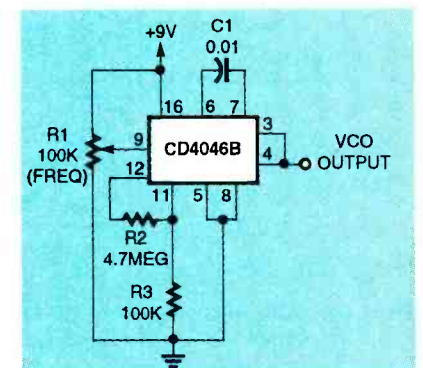 +9V
C1
0.01
16
6
7
R1
100K
(FREQ)
9
CD4046B
3
4
VCO
OUTPUT
12
11
5
8
R2
4.7MEG
R3
100K